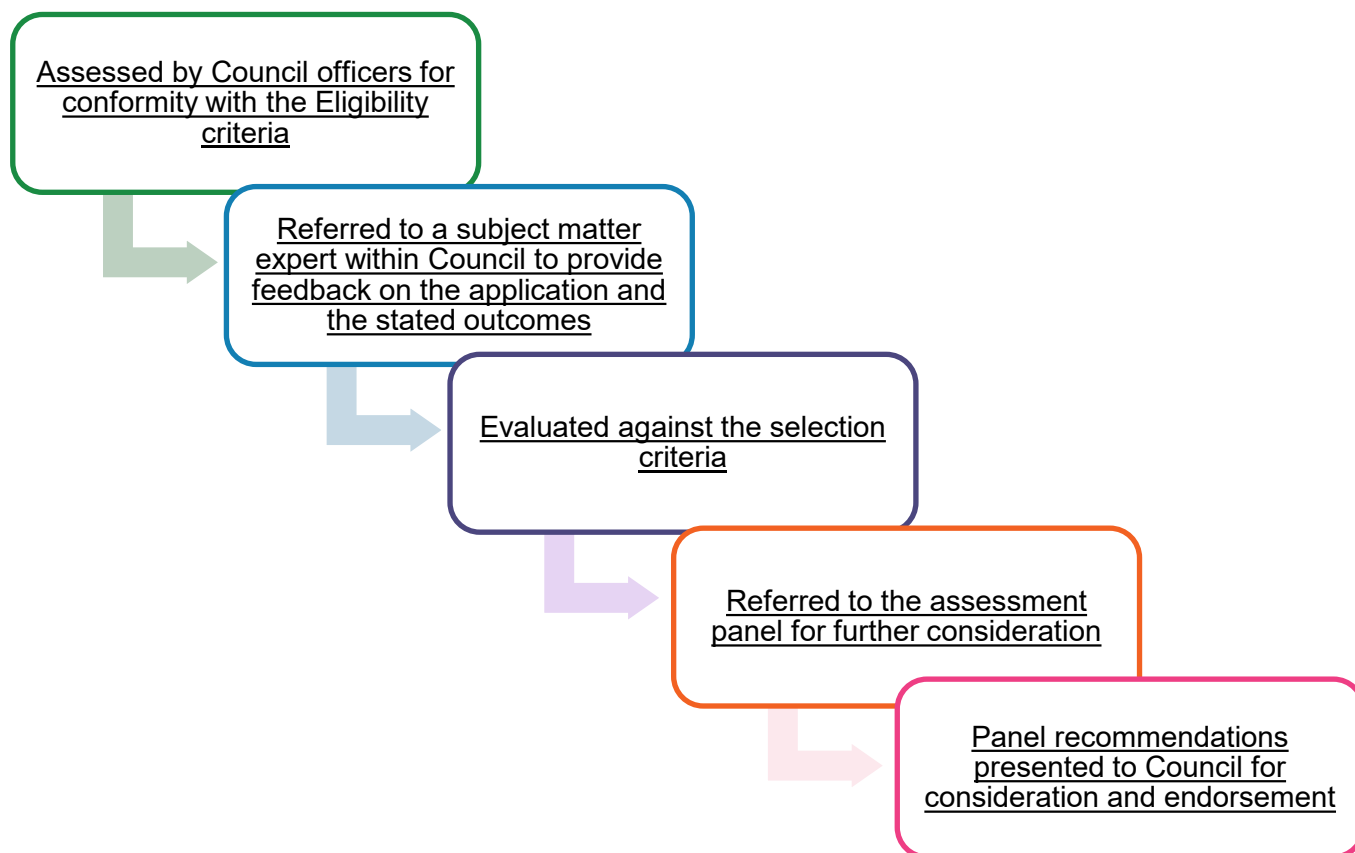 Assessed by Council officers for
conformity with the Eligibility
criteria
Referred to a subject matter
expert within Council to provide
feedback on the application and
the stated outcomes
Evaluated against the selection
criteria
Referred to the assessment
panel for further consideration
Panel recommendations
presented to Council for
consideration and endorsement